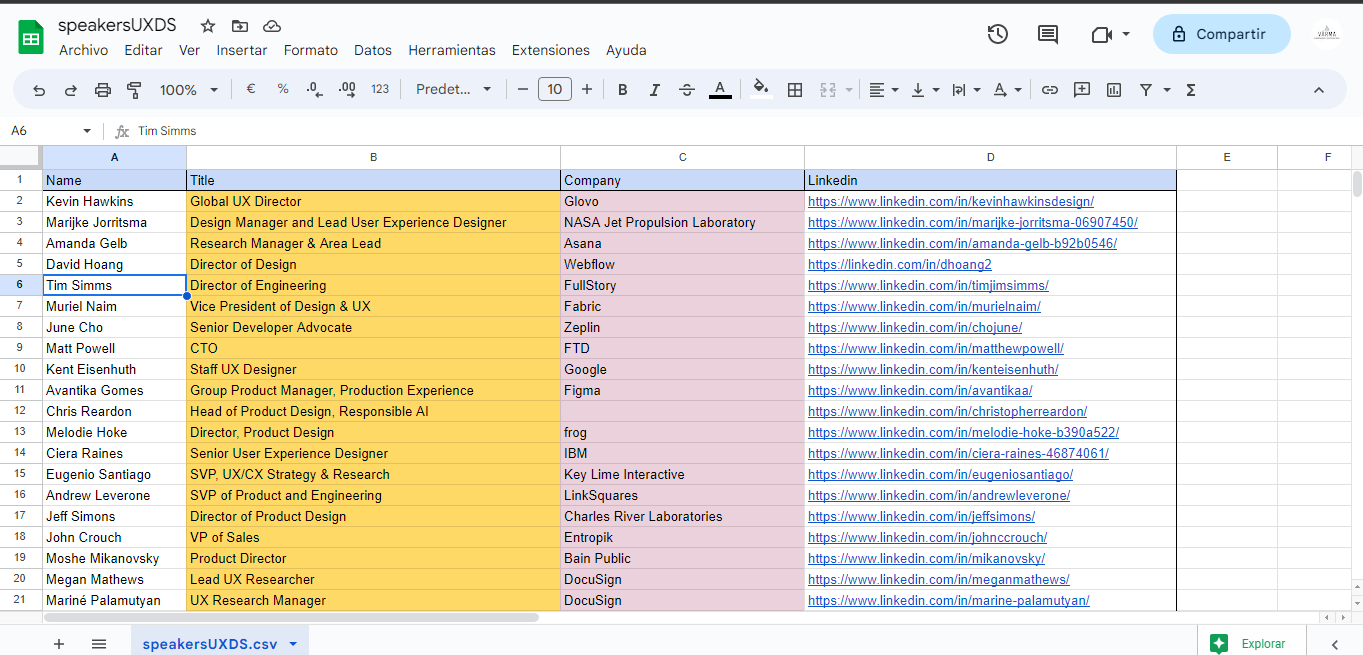 speakersUXDS
Archivo Editar Ver Insertar Formato Datos Herramientas Extensiones Ayuda
Compartir
VARMA
100% € % .0 .00 123 Predet... 10 B I S A A Σ
A6 fx Tim Simms
A B C D E F
1 Name Title Company Linkedin
2 Kevin Hawkins Global UX Director Glovo https://www.linkedin.com/in/kevinhawkinsdesign/
3 Marijke Jorritsma Design Manager and Lead User Experience Designer NASA Jet Propulsion Laboratory https://www.linkedin.com/in/marijke-jorritsma-06907450/
4 Amanda Gelb Research Manager & Area Lead Asana https://www.linkedin.com/in/amanda-gelb-b92b0546/
5 David Hoang Director of Design Webflow https://linkedin.com/in/dhoang2
6 Tim Simms Director of Engineering FullStory https://www.linkedin.com/in/timjimsimms/
7 Muriel Naim Vice President of Design & UX Fabric https://www.linkedin.com/in/murielnaim/
8 June Cho Senior Developer Advocate Zeplin https://www.linkedin.com/in/chojune/
9 Matt Powell CTO FTD https://www.linkedin.com/in/matthewpowell/
10 Kent Eisenhuth Staff UX Designer Google https://www.linkedin.com/in/kenteisenhuth/
11 Avantika Gomes Group Product Manager, Production Experience Figma https://www.linkedin.com/in/avantikaa/
12 Chris Reardon Head of Product Design, Responsible AI https://www.linkedin.com/in/christopherreardon/
13 Melodie Hoke Director, Product Design frog https://www.linkedin.com/in/melodie-hoke-b390a522/
14 Ciera Raines Senior User Experience Designer IBM https://www.linkedin.com/in/ciera-raines-46874061/
15 Eugenio Santiago SVP, UX/CX Strategy & Research Key Lime Interactive https://www.linkedin.com/in/eugeniosantiago/
16 Andrew Leverone SVP of Product and Engineering LinkSquares https://www.linkedin.com/in/andrewleverone/
17 Jeff Simons Director of Product Design Charles River Laboratories https://www.linkedin.com/in/jeffsimons/
18 John Crouch VP of Sales Entropik https://www.linkedin.com/in/johnccrouch/
19 Moshe Mikanovsky Product Director Bain Public https://www.linkedin.com/in/mikanovsky/
20 Megan Mathews Lead UX Researcher DocuSign https://www.linkedin.com/in/meganmathews/
21 Mariné Palamutyan UX Research Manager DocuSign https://www.linkedin.com/in/marine-palamutyan/
speakersUXDS.csv
Explorar